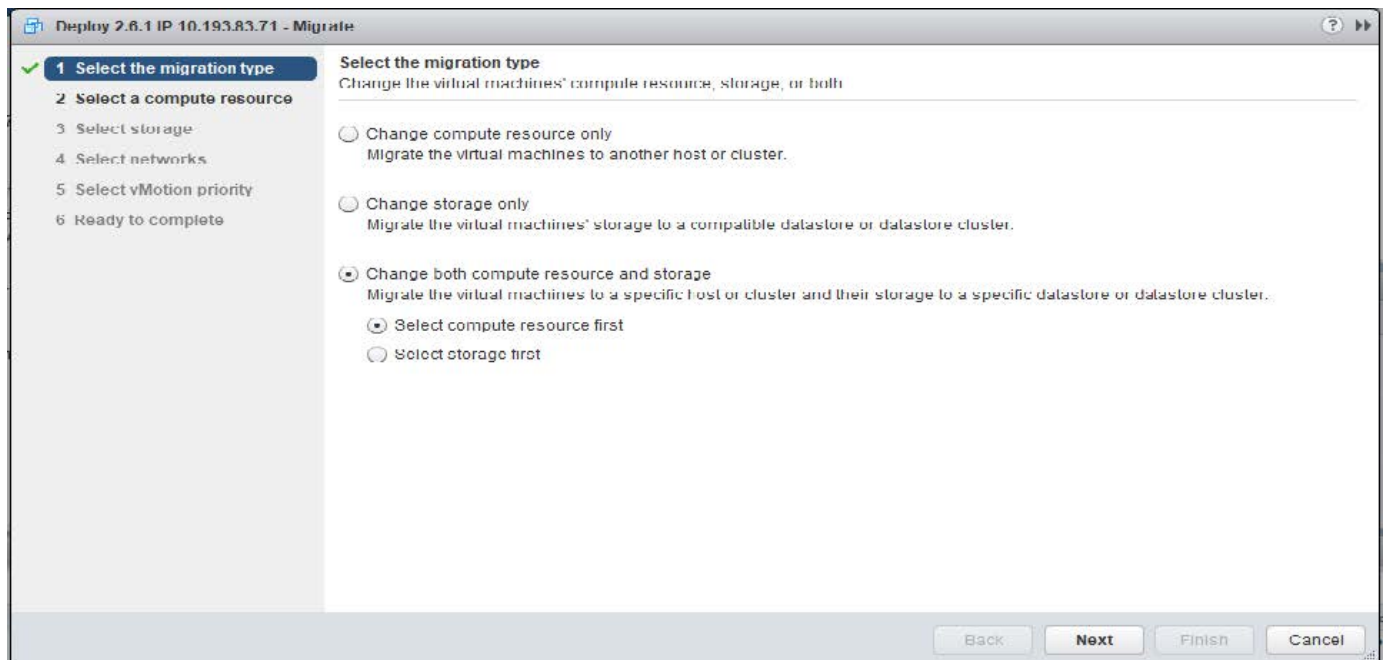 Deploy 2.6.1 IP 10.193.83.71 - Migrate
1 Select the migration type
2 Select a compute resource
3 Select storage
4 Select networks
5 Select vMotion priority
6 Ready to complete
Select the migration type
Change the virtual machines' compute resource, storage, or both
Change compute resource only
Migrate the virtual machines to another host or cluster.
Change storage only
Migrate the virtual machines' storage to a compatible datastore or datastore cluster.
Change both compute resource and storage
Migrate the virtual machines to a specific host or cluster and their storage to a specific datastore or datastore cluster.
Select compute resource first
Select storage first
Back Next Finish Cancel